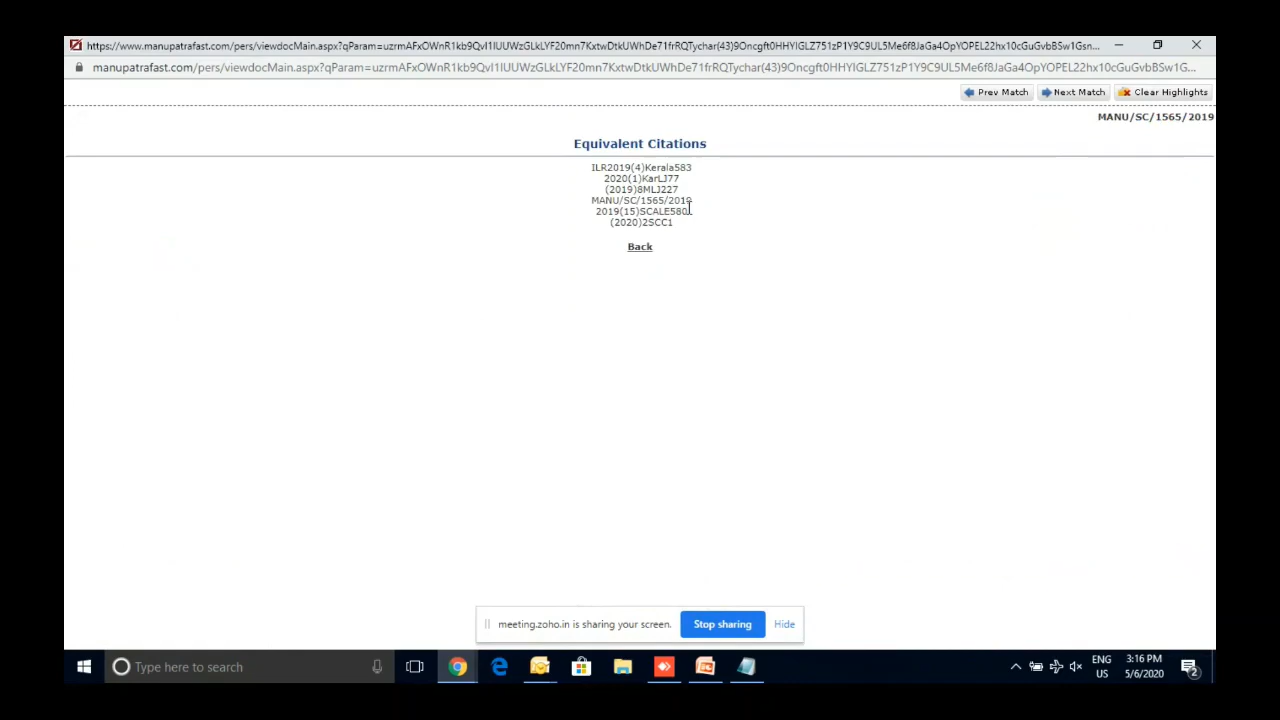 https://www.manupatrafast.com/pers/viewdocMain.aspx?qParam=uzrmAFxOWnR1kb9QvI1IUUWzGLkLYF20mn7KxtwDtkUWhDe71frRQTychar(43)9Oncgft0HHYIGLZ751zP1Y9C9UL5Me6f8JaGa4OpYOPEL22hx10cGuGvbBSw1Gsn...
manupatrafast.com/pers/viewdocMain.aspx?qParam=uzrmAFxOWnR1kb9QvI1IUUWzGLkLYF20mn7KxtwDtkUWhDe71frRQTychar(43)9Oncgft0HHYIGLZ751zP1Y9C9UL5Me6f8JaGa4OpYOPEL22hx10cGuGvbBSw1G...
Prev Match Next Match Clear Highlights
MANU/SC/1565/2019
Equivalent Citations
ILR2019(4)Kerala583
2020(1)KarLJ77
(2019)8MLJ227
MANU/SC/1565/2019
2019(15)SCALE580
(2020)2SCC1
Back
meeting.zoho.in is sharing your screen. Stop sharing Hide
Type here to search
ENG 3:16 PM
US 5/6/2020
2